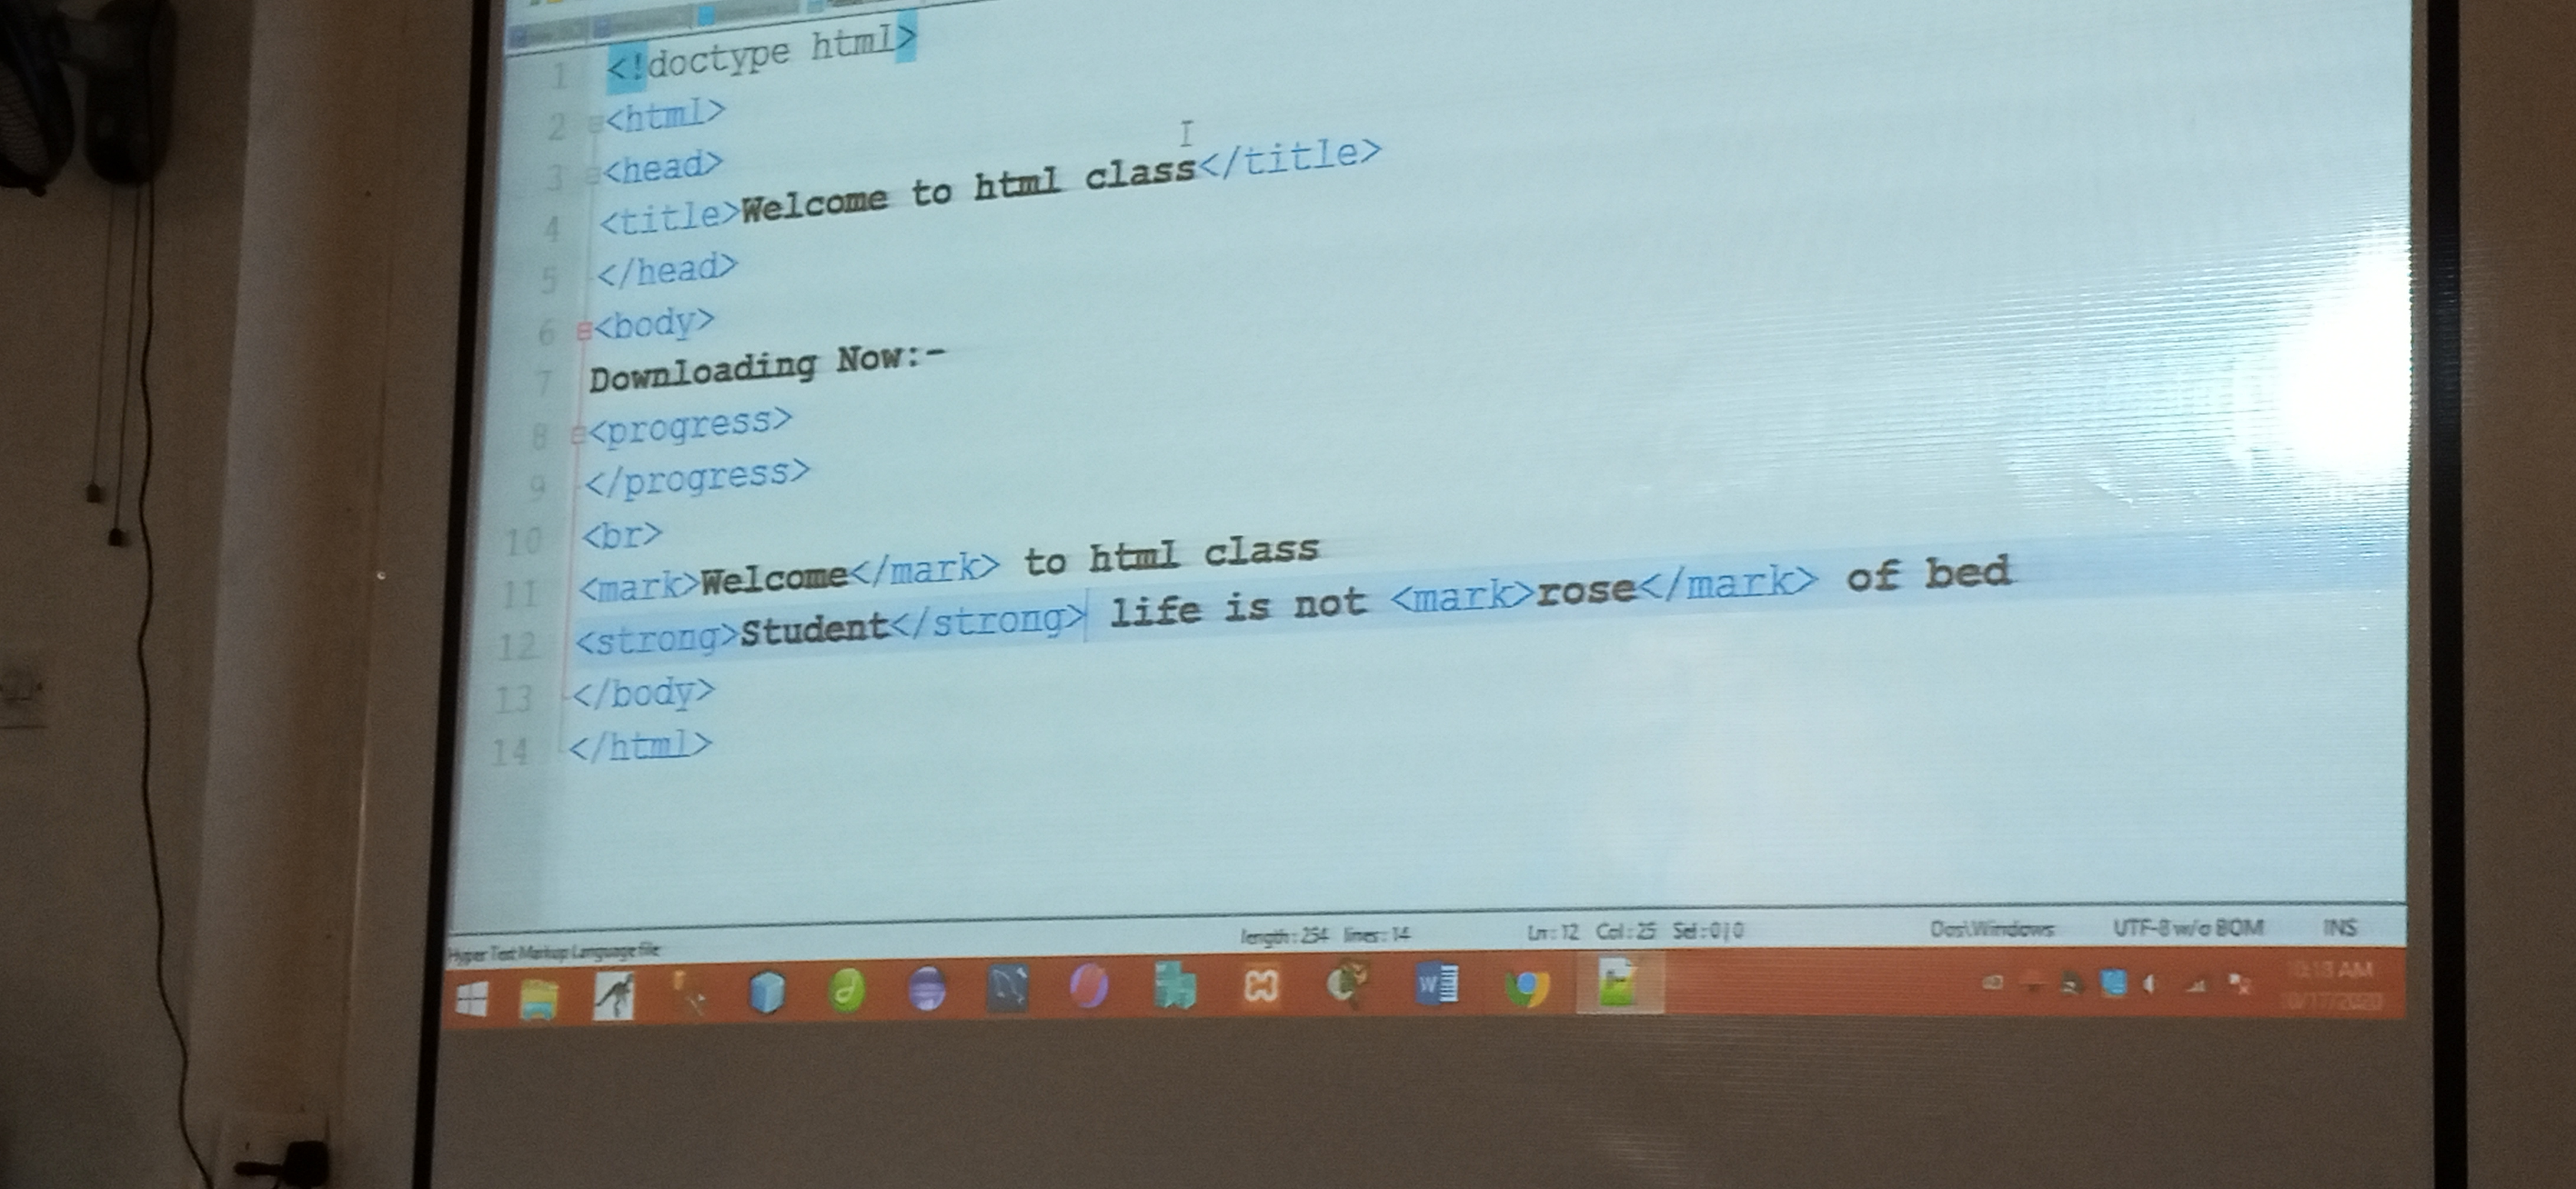 1 <!doctype html>
2 <html>
3 <head>
4 <title>Welcome to html class</title>
5 </head>
6 <body>
7 Downloading Now:-
8 <progress>
9 </progress>
10 <br>
11 <mark>Welcome</mark> to html class
12 <strong>Student</strong> life is not <mark>rose</mark> of bed
13 </body>
14 </html>
Hyper Text Markup Language file length : 254 lines : 14 Ln : 12 Col : 25 Sel : 0 | 0 Dos\Windows UTF-8 w/o BOM INS
10:13 AM